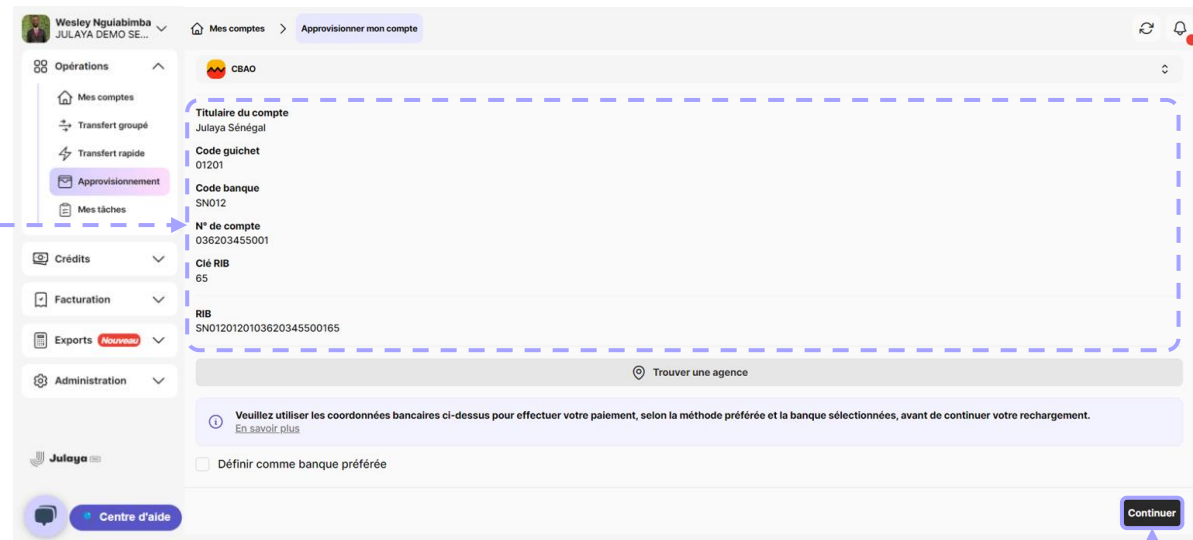 Wesley Nguiabimba
JULAYA DEMO SE...
Mes comptes > Approvisionner mon compte
Opérations
Mes comptes
Transfert groupé
Transfert rapide
Approvisionnement
Mes tâches
Crédits
Facturation
Exports Nouveau
Administration
Julaya
Centre d'aide
CBAO
Titulaire du compte
Julaya Sénégal
Code guichet
01201
Code banque
SN012
N° de compte
036203455001
Clé RIB
65
RIB
SN01201201036203455500165
Trouver une agence
Veuillez utiliser les coordonnées bancaires ci-dessus pour effectuer votre paiement, selon la méthode préférée et la banque sélectionnées, avant de continuer votre rechargement.
En savoir plus
Définir comme banque préférée
Continuer